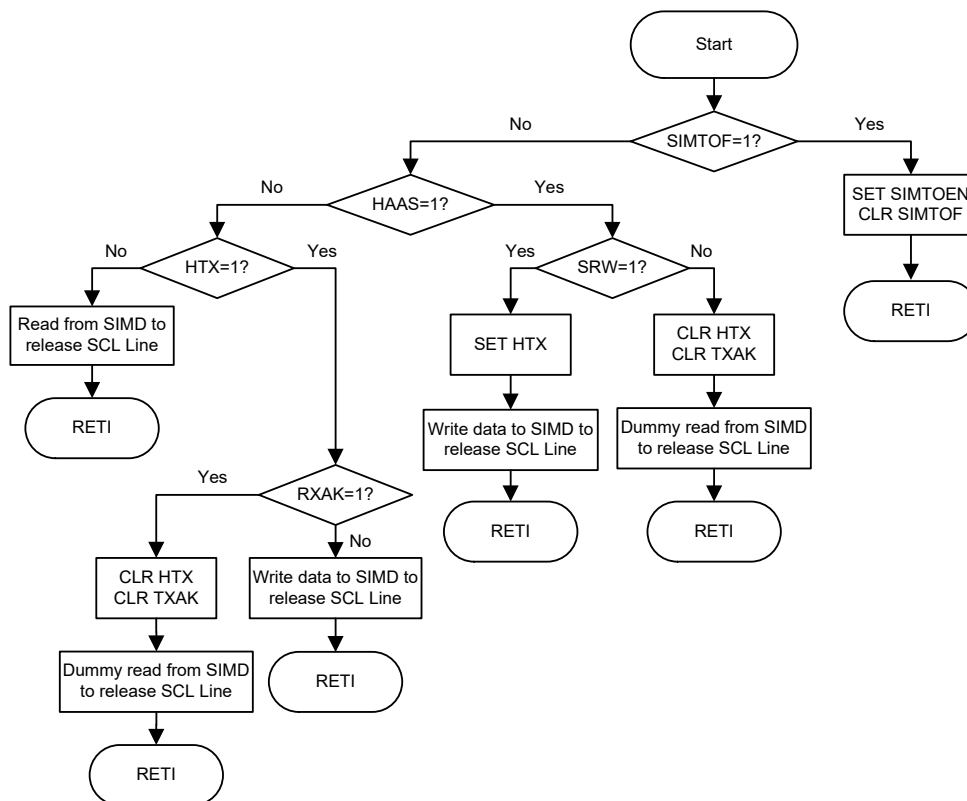 Start
No
SIMTOF=1?
Yes
No
HAAS=1?
Yes
SET SIMTOEN
CLR SIMTOF
No
HTX=1?
Yes
Yes
SRW=1?
No
RETI
Read from SIMD to
release SCL Line
SET HTX
CLR HTX
CLR TXAK
RETI
Write data to SIMD to
release SCL Line
Dummy read from SIMD
to release SCL Line
Yes
RXAK=1?
No
RETI
RETI
CLR HTX
CLR TXAK
Write data to SIMD to
release SCL Line
Dummy read from SIMD
to release SCL Line
RETI
RETI